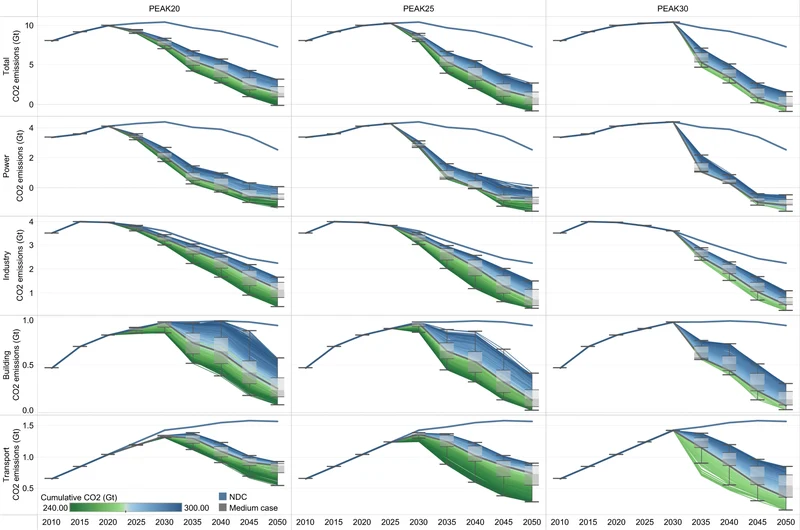 PEAK20 PEAK25 PEAK30
Total
CO2 emissions (Gt)
10
5
0
Power
CO2 emissions (Gt)
4
2
0
Industry
CO2 emissions (Gt)
4
3
2
1
Building
CO2 emissions (Gt)
1.0
0.5
0.0
Transport
CO2 emissions (Gt)
1.5
1.0
0.5
Cumulative CO2 (Gt)
240.00 300.00
NDC
Medium case
2010 2015 2020 2025 2030 2035 2040 2045 2050 2010 2015 2020 2025 2030 2035 2040 2045 2050 2010 2015 2020 2025 2030 2035 2040 2045 2050